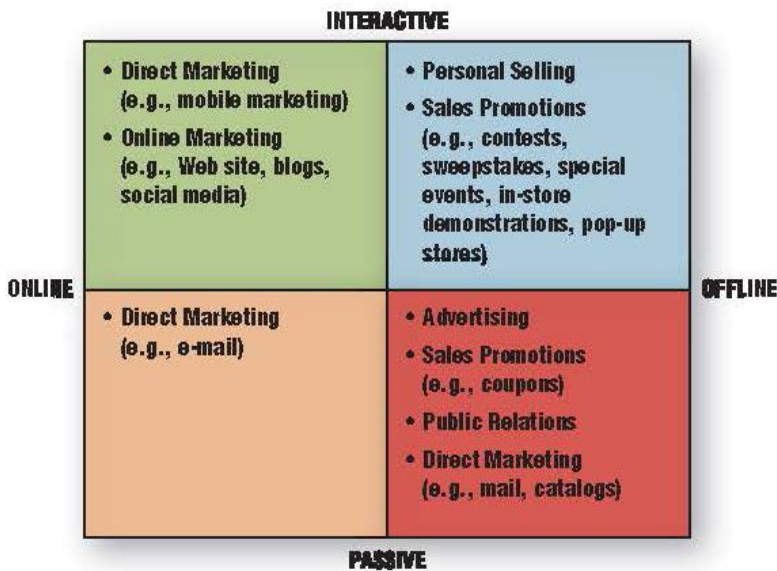 INTERACTIVE
• Direct Marketing
(e.g., mobile marketing)
• Online Marketing
(e.g., Web site, blogs,
social media)
• Personal Selling
• Sales Promotions
(e.g., contests,
sweepstakes, special
events, in-store
demonstrations, pop-up
stores)
ONLINE
OFFLINE
• Direct Marketing
(e.g., e-mail)
• Advertising
• Sales Promotions
(e.g., coupons)
• Public Relations
• Direct Marketing
(e.g., mail, catalogs)
PASSIVE